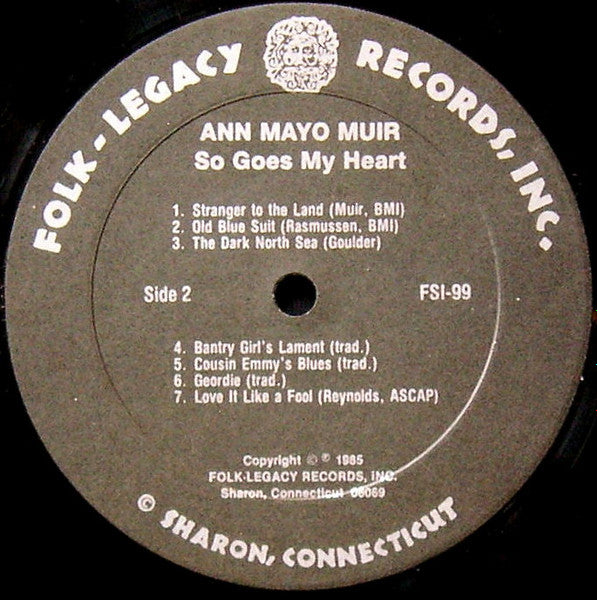 FOLK-LEGACY RECORDS, INC.
ANN MAYO MUIR
So Goes My Heart
1. Stranger to the Land (Muir, BMI)
2. Old Blue Suit (Rasmussen, BMI)
3. The Dark North Sea (Goulder)
Side 2
FSI-99
4. Bantry Girl's Lament (trad.)
5. Cousin Emmy's Blues (trad.)
6. Geordie (trad.)
7. Love It Like a Fool (Reynolds, ASCAP)
Copyright © ℗ 1985
FOLK-LEGACY RECORDS, INC.
Sharon, Connecticut 06069
© SHARON, CONNECTICUT